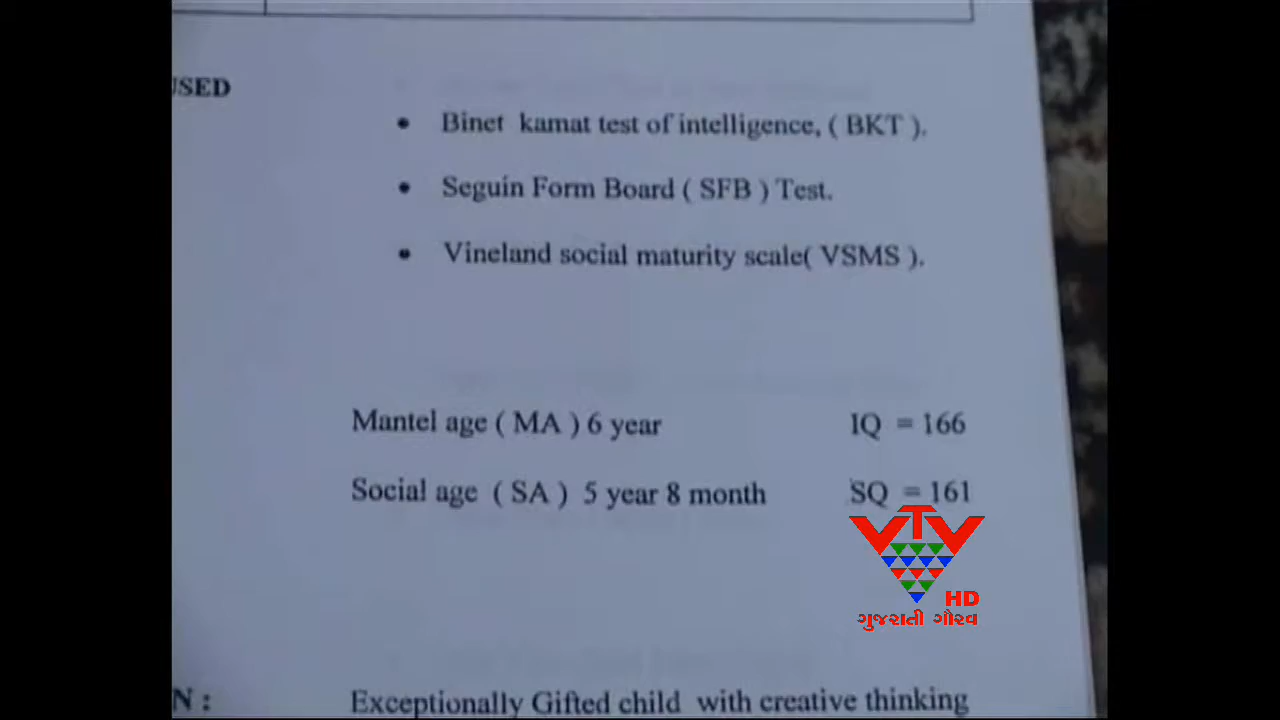 USED
• Binet kamat test of intelligence, ( BKT ).
• Seguin Form Board ( SFB ) Test.
• Vineland social maturity scale( VSMS ).
Mantel age ( MA ) 6 year IQ = 166
Social age ( SA ) 5 year 8 month SQ = 161
VTV
HD
ગુજરાતી ગૌરવ
N : Exceptionally Gifted child with creative thinking